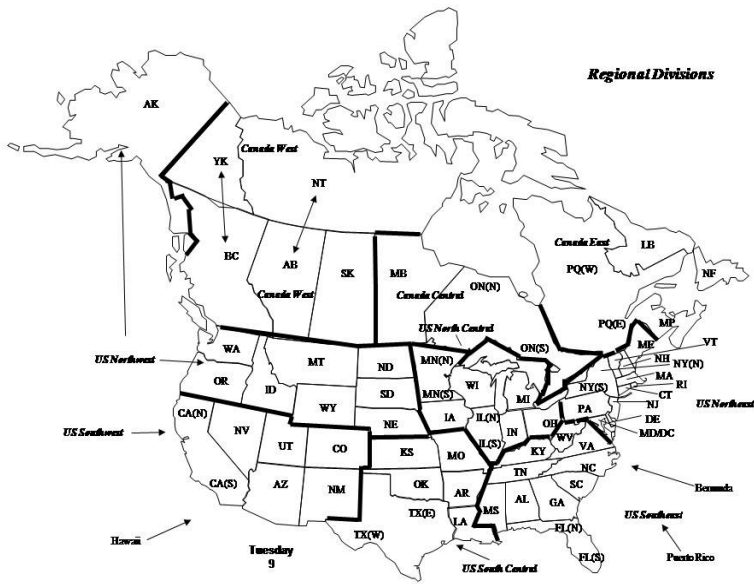 Regional Divisions
AK
YK
Canada West
NT
BC
AB
Canada West
SK
MB
Canada Central
ON(N)
Canada East
PQ(W)
LB
NF
US North Central
ON(S)
PQ(E)
MP
ME
VT
US Northwest
WA
MT
ND
MN(N)
NH
NY(N)
MA
RI
CT
OR
ID
WY
SD
MN(S)
WI
MI
NY(S)
PA
NJ
US Northeast
DE
MD/DC
CA(N)
US Southwest
NV
UT
CO
NE
IA
IL(N)
IN
OH
WV
VA
KS
MO
IL(S)
KY
CA(S)
AZ
NM
OK
AR
TN
NC
SC
Bermuda
TX(W)
TX(E)
LA
MS
AL
GA
FL(N)
FL(S)
US Southeast
Puerto Rico
Hawaii
Tuesday
9
US South Central